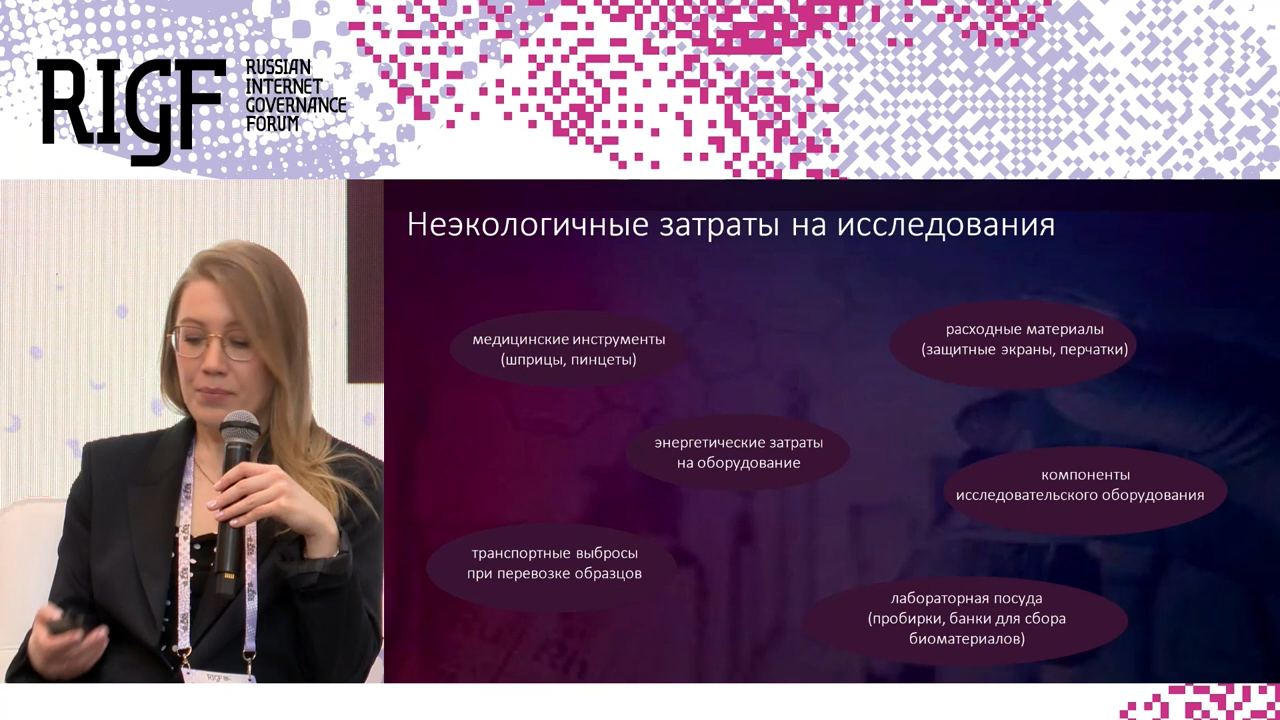 RIGF
RUSSIAN
INTERNET
GOVERNANCE
FORUM
Неэкологичные затраты на исследования
медицинские инструменты
(шприцы, пинцеты)
расходные материалы
(защитные экраны, перчатки)
энергетические затраты
на оборудование
компоненты
исследовательского оборудования
транспортные выбросы
при перевозке образцов
лабораторная посуда
(пробирки, банки для сбора
биоматериалов)
RIGF